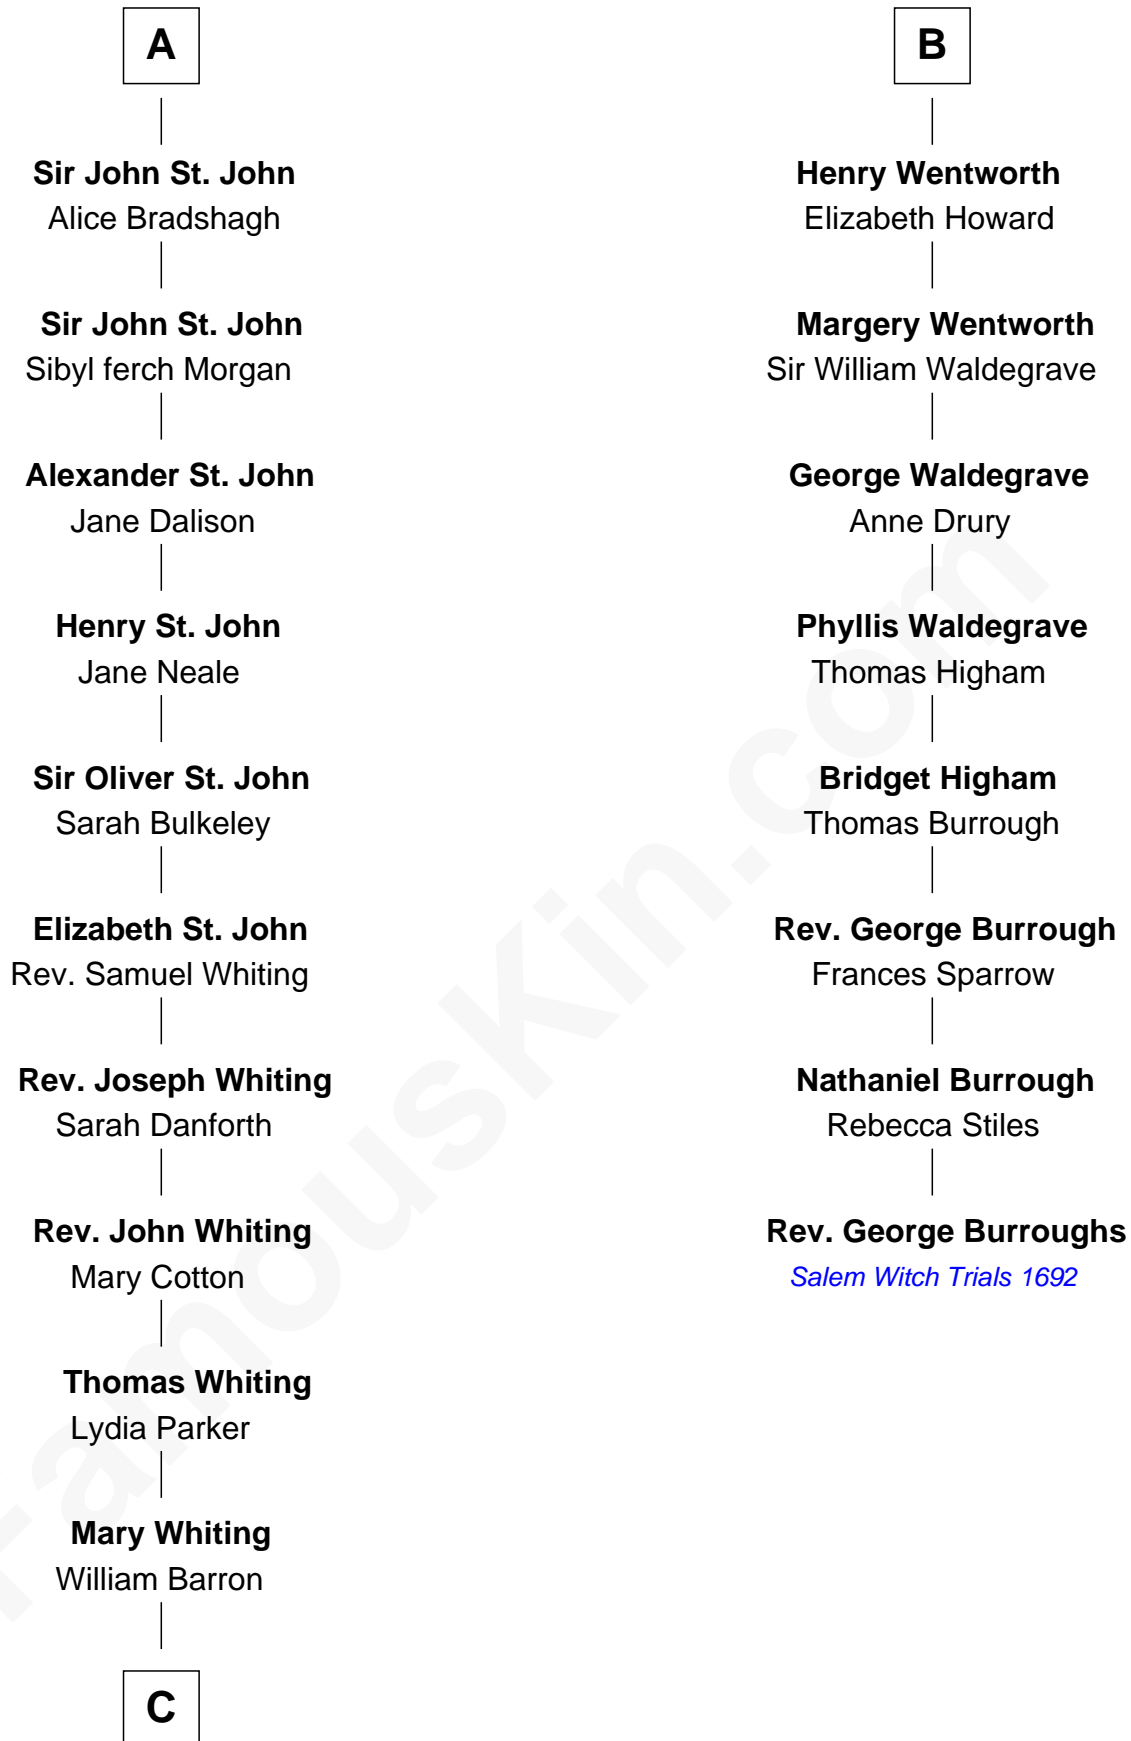 A
Sir John St. John
Alice Bradshagh
Sir John St. John
Sibyl ferch Morgan
Alexander St. John
Jane Dalison
Henry St. John
Jane Neale
Sir Oliver St. John
Sarah Bulkeley
Elizabeth St. John
Rev. Samuel Whiting
Rev. Joseph Whiting
Sarah Danforth
Rev. John Whiting
Mary Cotton
Thomas Whiting
Lydia Parker
Mary Whiting
William Barron
C
B
Henry Wentworth
Elizabeth Howard
Margery Wentworth
Sir William Waldegrave
George Waldegrave
Anne Drury
Phyllis Waldegrave
Thomas Higham
Bridget Higham
Thomas Burrough
Rev. George Burrough
Frances Sparrow
Nathaniel Burrough
Rebecca Stiles
Rev. George Burroughs
Salem Witch Trials 1692
FamousKin.com